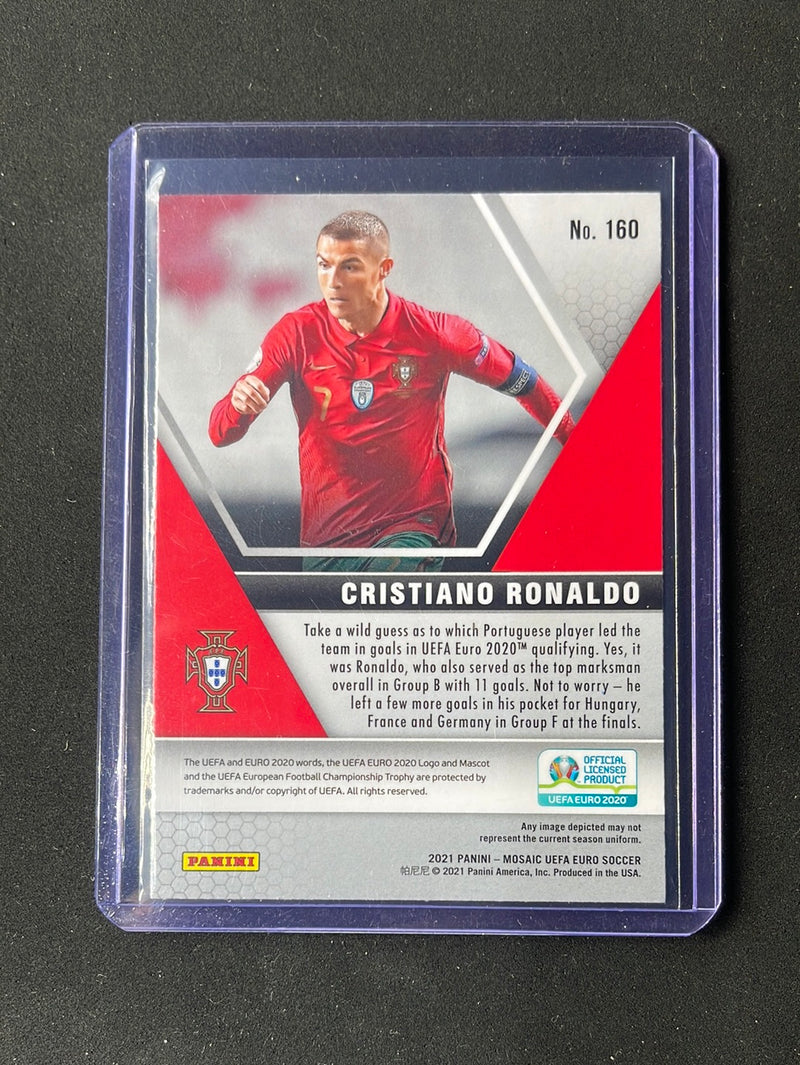 No. 160
7
RESPECT
CRISTIANO RONALDO
Take a wild guess as to which Portuguese player led the
team in goals in UEFA Euro 2020™ qualifying. Yes, it
was Ronaldo, who also served as the top marksman
overall in Group B with 11 goals. Not to worry – he
left a few more goals in his pocket for Hungary,
France and Germany in Group F at the finals.
The UEFA and EURO 2020 words, the UEFA EURO 2020 Logo and Mascot
and the UEFA European Football Championship Trophy are protected by
trademarks and/or copyright of UEFA. All rights reserved.
OFFICIAL
LICENSED
PRODUCT
UEFA EURO 2020
Any image depicted may not
represent the current season uniform.
PANINI
2021 PANINI – MOSAIC UEFA EURO SOCCER
帕尼尼 © 2021 Panini America, Inc. Produced in the USA.